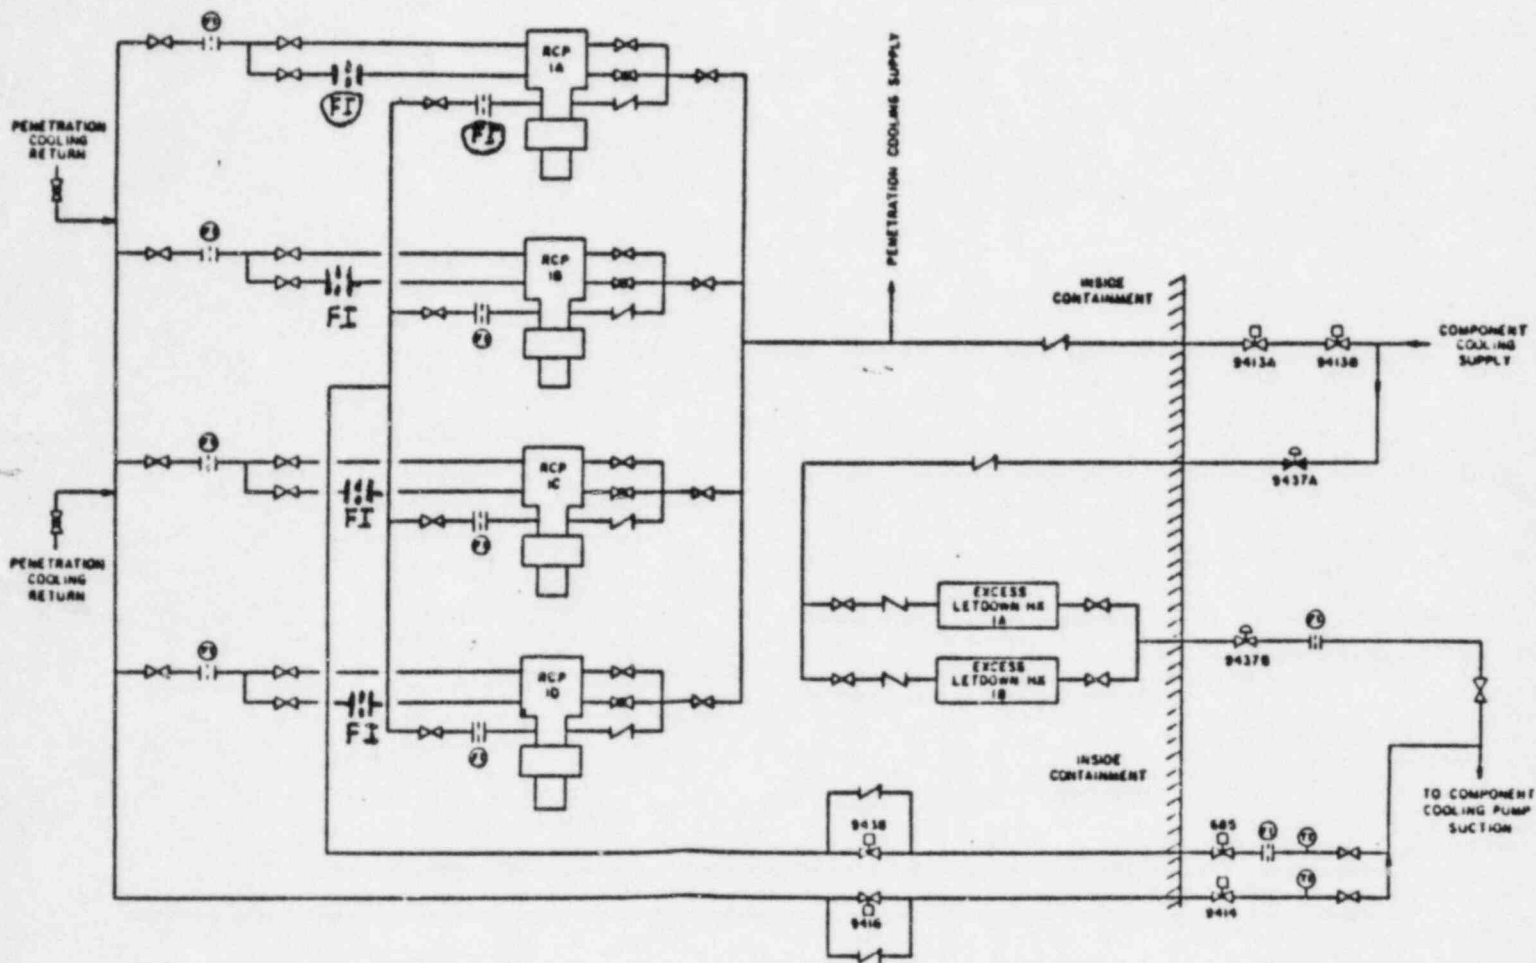 RCP
1A
FI
FI
PENETRATION
COOLING
RETURN
PENETRATION COOLING SUPPLY
RCP
1B
FI
INSIDE
CONTAINMENT
COMPONENT
COOLING
SUPPLY
9413A
9413B
RCP
1C
FI
9437A
PENETRATION
COOLING
RETURN
EXCESS
LETDOWN HX
1A
EXCESS
LETDOWN HX
1B
9437B
RCP
1D
FI
INSIDE
CONTAINMENT
TO COMPONENT
COOLING PUMP
SUCTION
9438
685
9416
9414